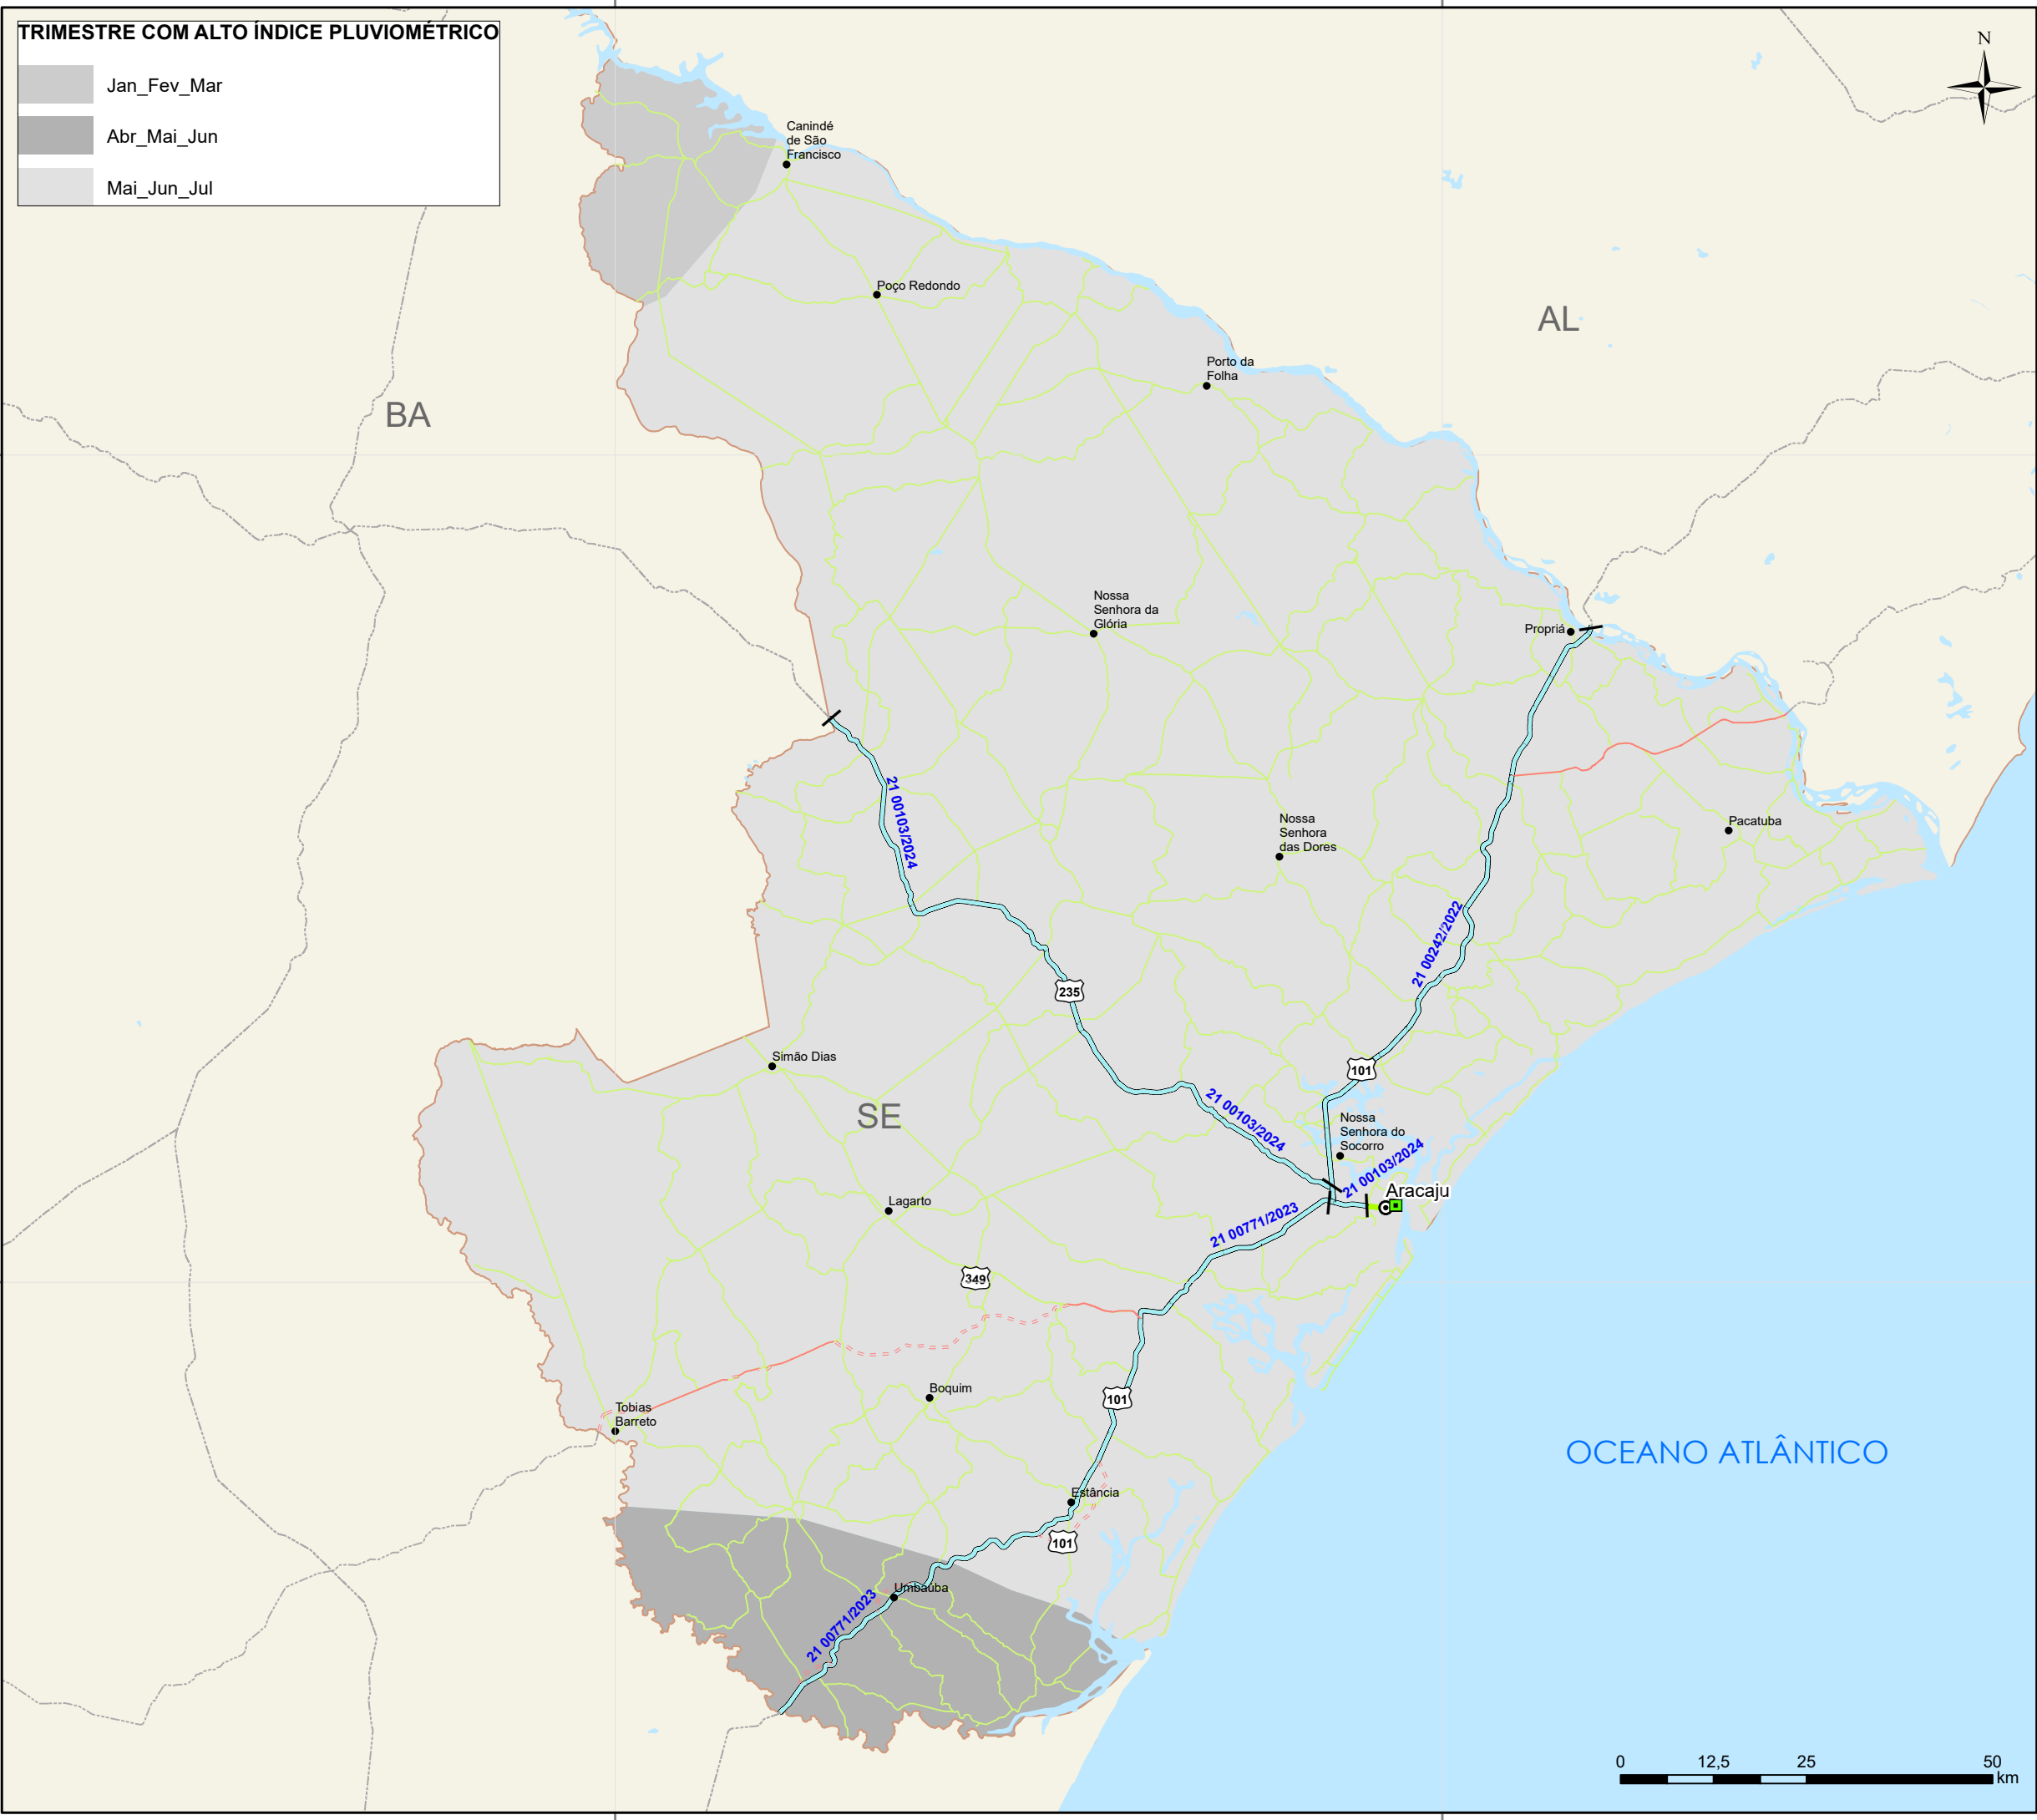 TRIMESTRE COM ALTO ÍNDICE PLUVIOMÉTRICO
Jan_Fev_Mar
Abr_Mai_Jun
Mai_Jun_Jul
N
Canindé
de São
Francisco
Poço Redondo
AL
Porto da
Folha
BA
Nossa
Senhora da
Glória
Propriá
21 00103/2024
Nossa
Senhora
das Dores
Pacatuba
21 00242/2022
235
Simão Dias
101
SE
21 00103/2024
Nossa
Senhora do
Socorro
21 00103/2024
Aracaju
Lagarto
21 00771/2023
349
Boquim
101
Tobias
Barreto
OCEANO ATLÂNTICO
Estância
101
Umbaúba
21 00771/2023
0 12,5 25 50
km